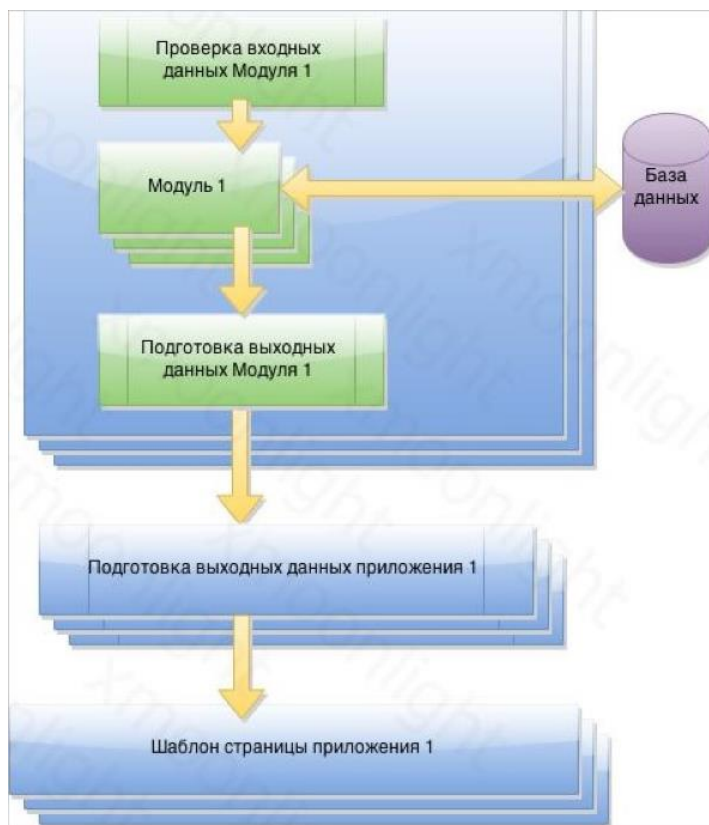 Проверка входных
данных Модуля 1
Модуль 1
База
данных
Подготовка выходных
данных Модуля 1
Подготовка выходных данных приложения 1
Шаблон страницы приложения 1
xmoonlight